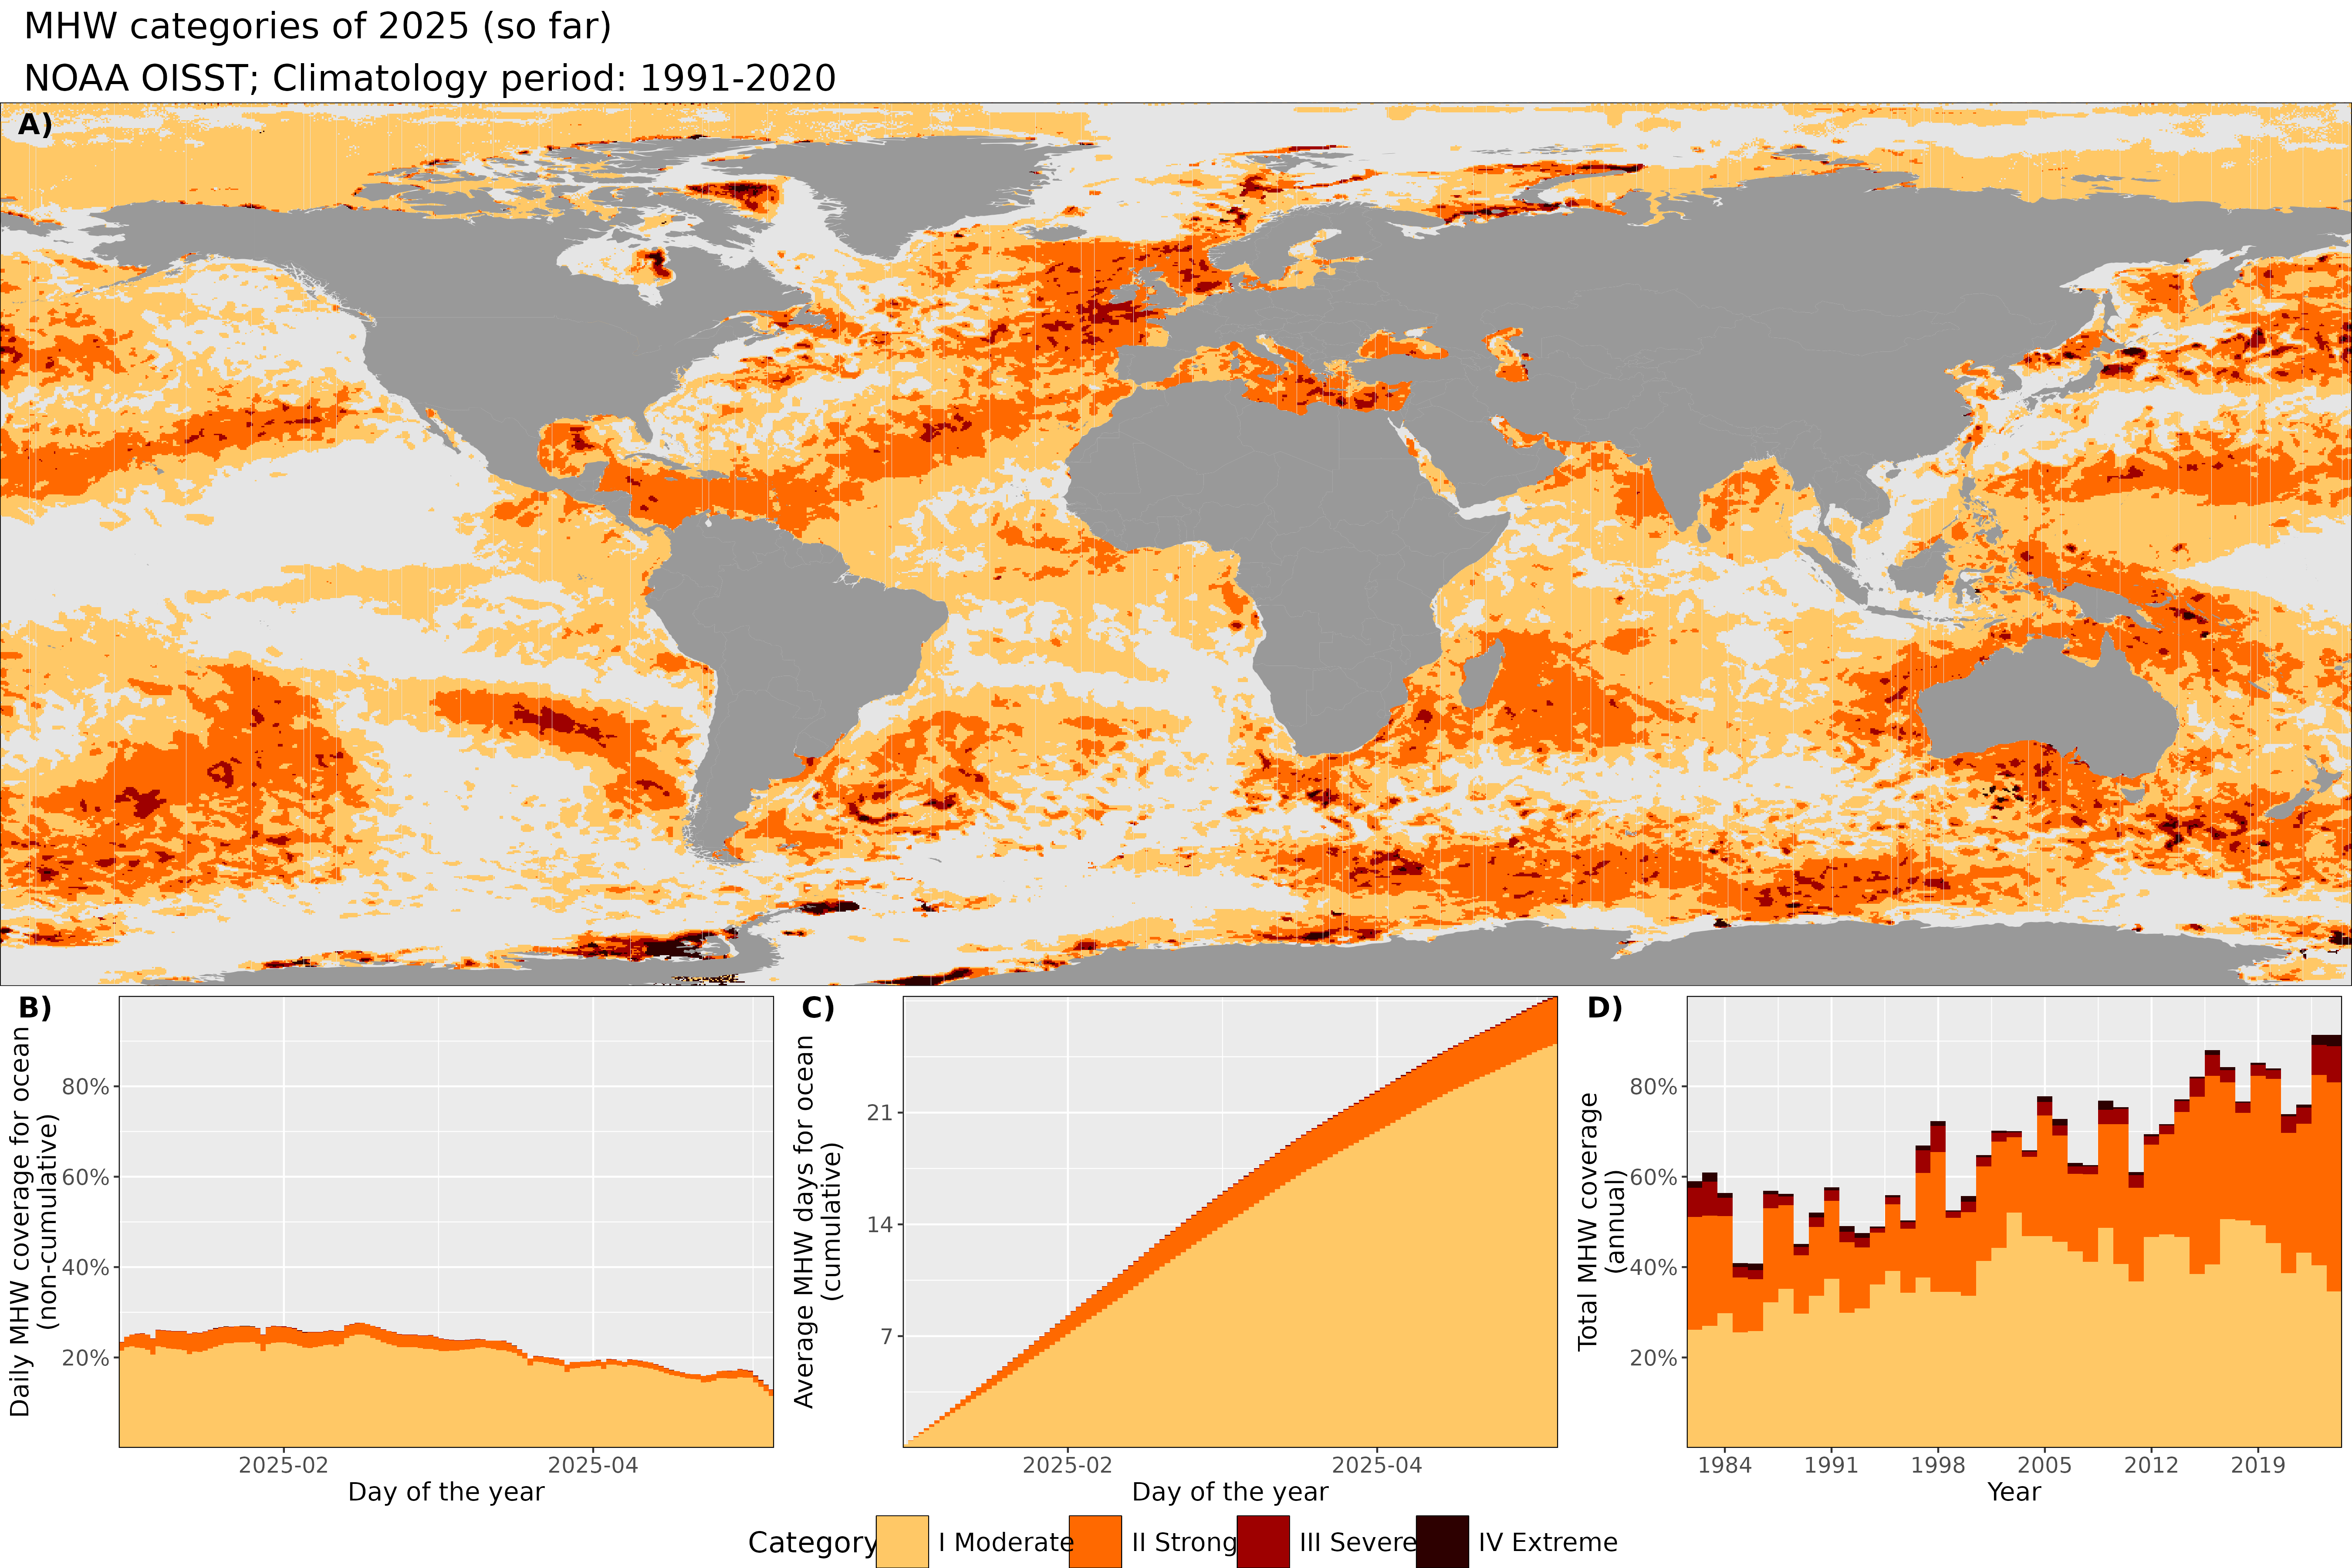 MHW categories of 2025 (so far)
NOAA OISST; Climatology period: 1991-2020
A)
B)
Daily MHW coverage for ocean
(non-cumulative)
80%
60%
40%
20%
2025-02
2025-04
Day of the year
C)
Average MHW days for ocean
(cumulative)
21
14
7
2025-02
2025-04
Day of the year
D)
Total MHW coverage
(annual)
80%
60%
40%
20%
1984
1991
1998
2005
2012
2019
Year
Category
I Moderate
II Strong
III Severe
IV Extreme